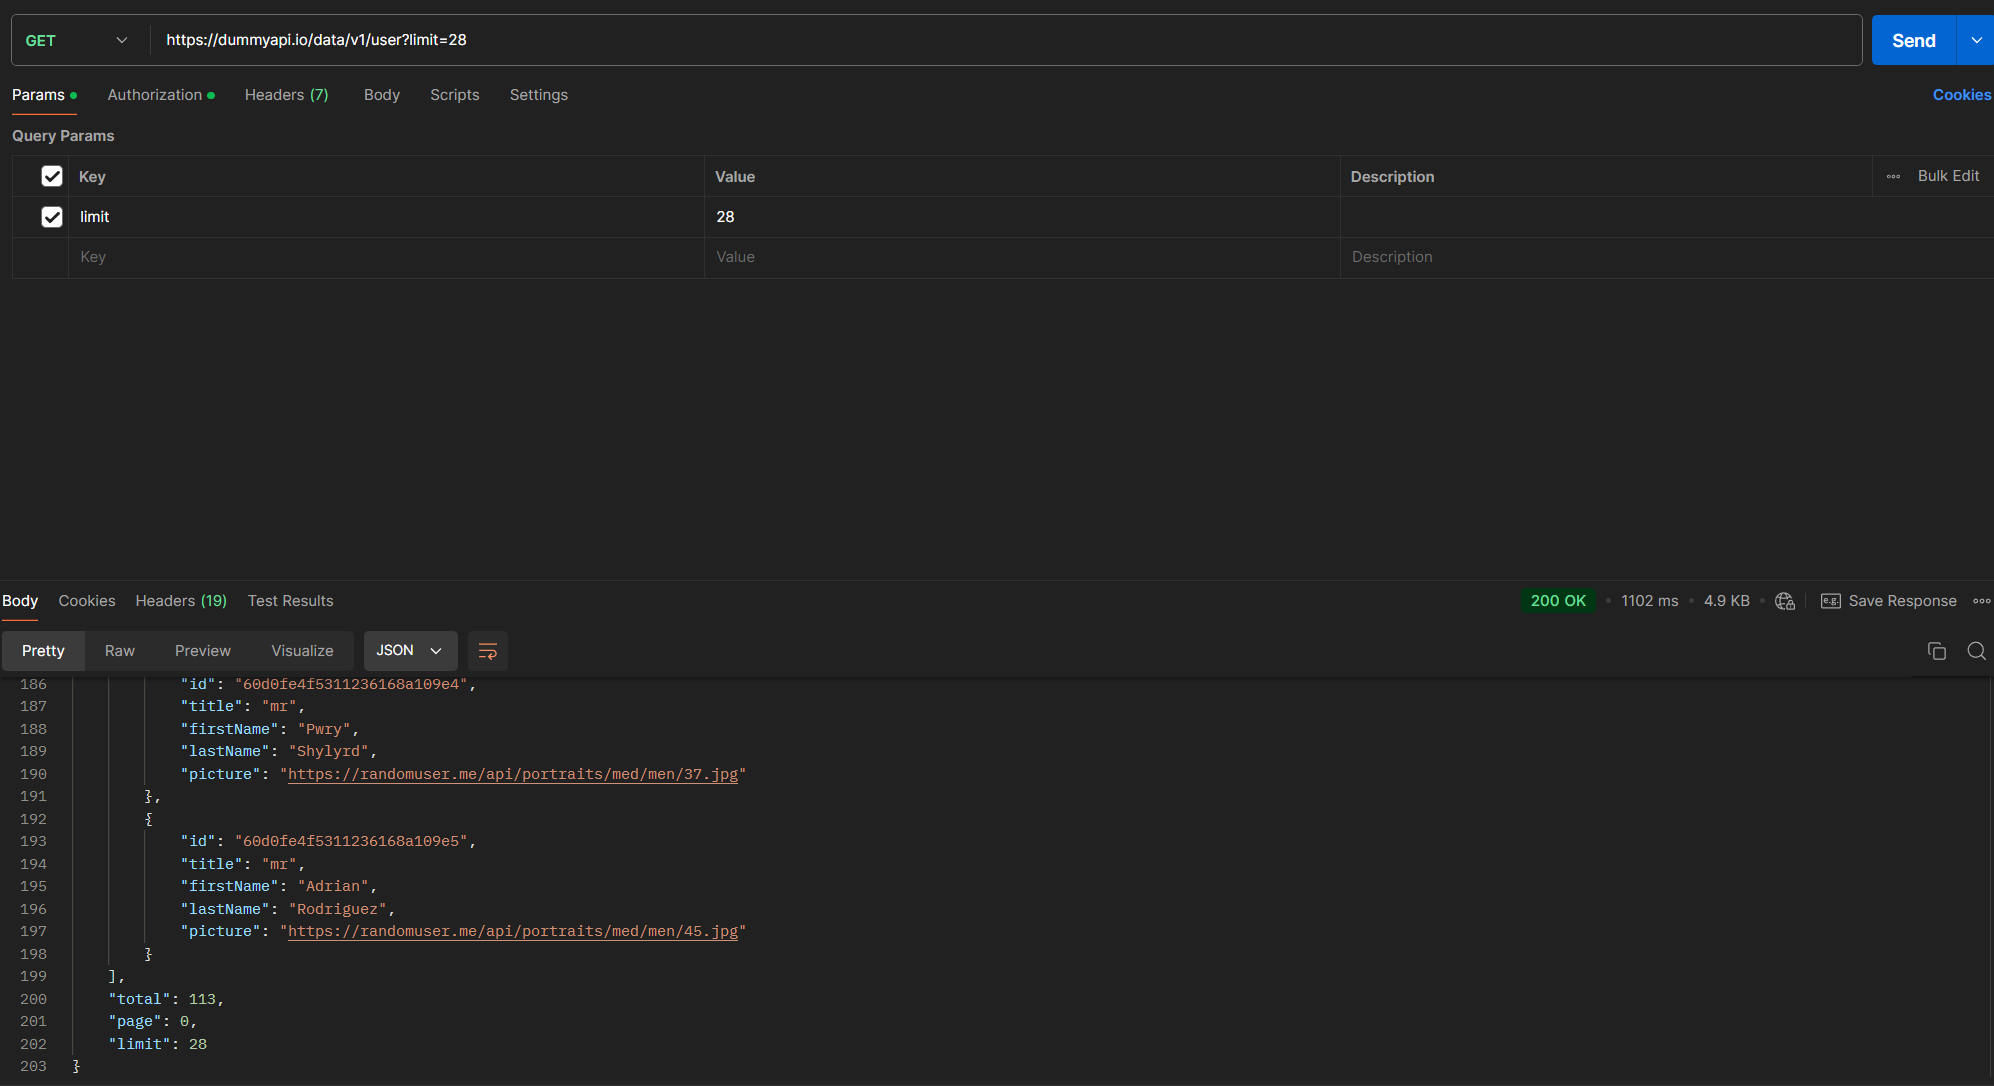 GET https://dummyapi.io/data/v1/user?limit=28 Send
Params Authorization Headers (7) Body Scripts Settings Cookies
Query Params
Key Value Description Bulk Edit
limit 28
Key Value Description
Body Cookies Headers (19) Test Results 200 OK 1102 ms 4.9 KB e.g. Save Response
Pretty Raw Preview Visualize JSON
186 "id": "60d0fe4f5311236168a109e4",
187 "title": "mr",
188 "firstName": "Pwry",
189 "lastName": "Shylyrd",
190 "picture": "https://randomuser.me/api/portraits/med/men/37.jpg"
191 },
192 {
193 "id": "60d0fe4f5311236168a109e5",
194 "title": "mr",
195 "firstName": "Adrian",
196 "lastName": "Rodriguez",
197 "picture": "https://randomuser.me/api/portraits/med/men/45.jpg"
198 }
199 ],
200 "total": 113,
201 "page": 0,
202 "limit": 28
203 }